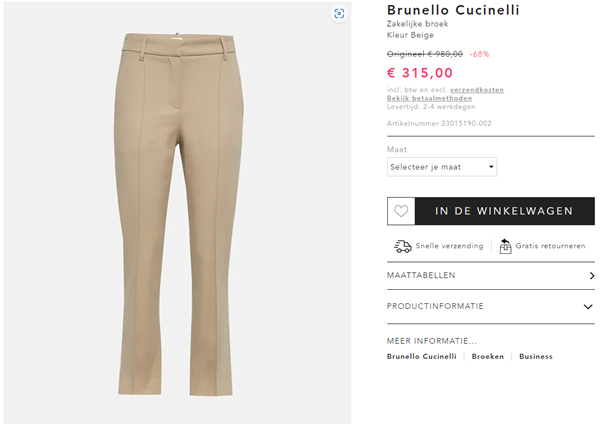 Brunello Cucinelli
Zakelijke broek
Kleur Beige
Origineel € 980,00 -68%
€ 315,00
incl. btw en excl. verzendkosten
Bekijk betaalmethoden
Levertijd: 2-4 werkdagen
Artikelnummer 33015190-002
Maat
Selecteer je maat
IN DE WINKELWAGEN
Snelle verzending
Gratis retourneren
MAATTABELLEN
PRODUCTINFORMATIE
MEER INFORMATIE...
Brunello Cucinelli | Broeken | Business